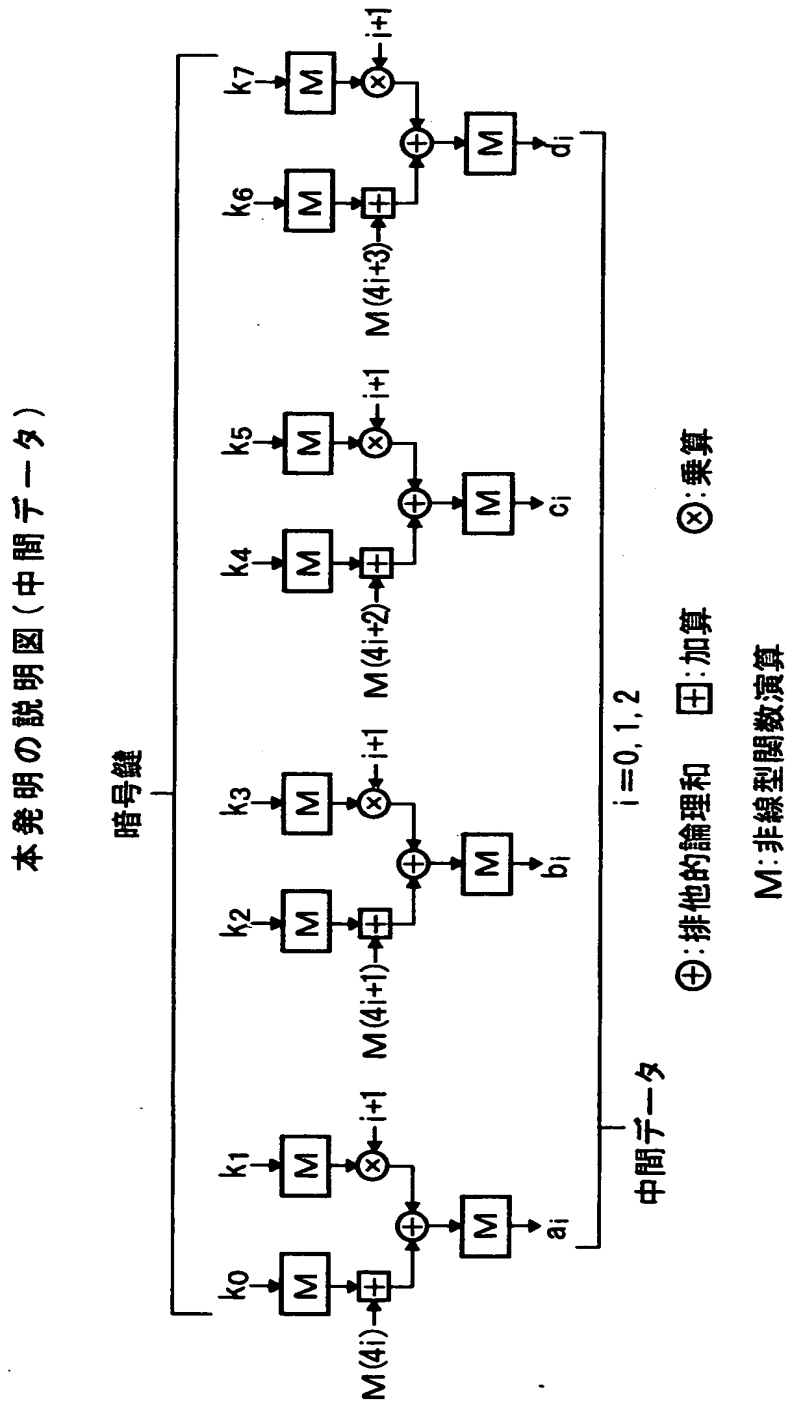 本発明の説明図(中間データ)
暗号鍵
k0 k1 k2 k3 k4 k5 k6 k7
M M M M M M M M
M(4i) + ⊗ i+1 M(4i+1) + ⊗ i+1 M(4i+2) + ⊗ i+1 M(4i+3) + ⊗ i+1
⊕ ⊕ ⊕ ⊕
M M M M
ai bi ci di
i=0, 1, 2
中間データ
⊕:排他的論理和 ⊞:加算 ⊗:乗算
M:非線型関数演算